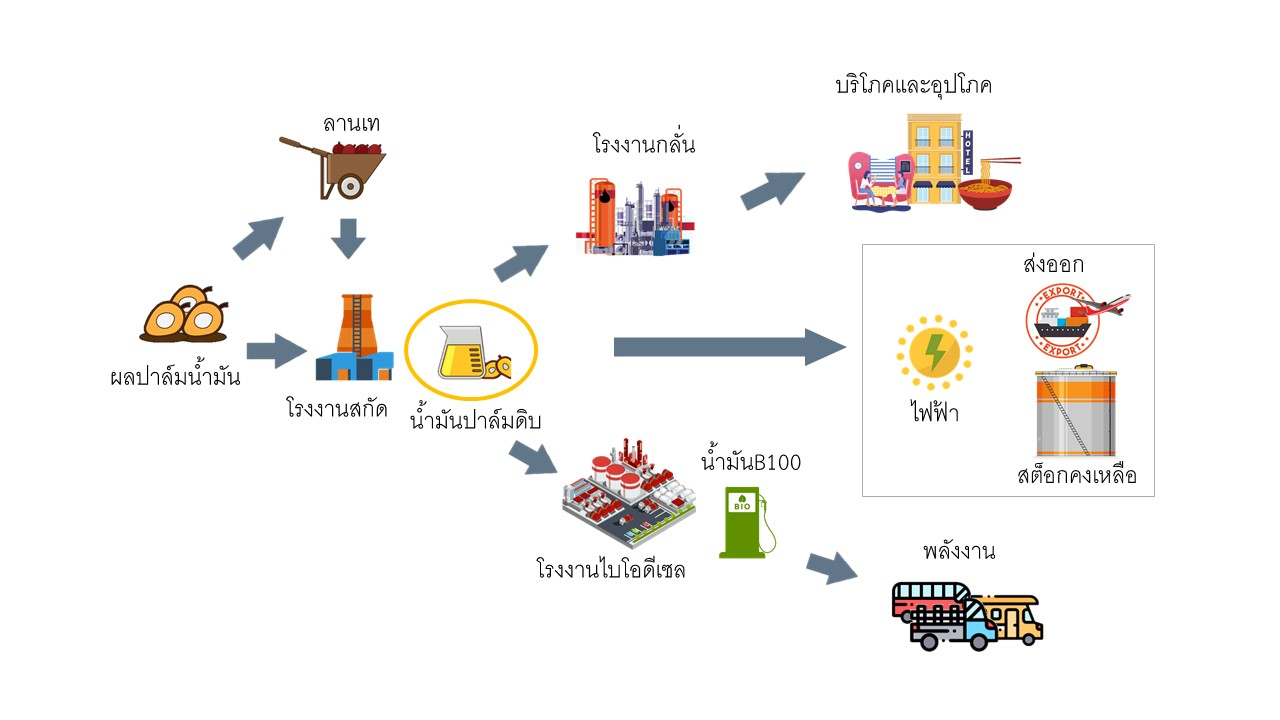 บริโภคและอุปโภค
ลานเท
โรงงานกลั่น
HOTEL
ส่งออก
EXPORT
EXPORT
ผลปาล์มน้ำมัน
โรงงานสกัด
น้ำมันปาล์มดิบ
ไฟฟ้า
สต็อกคงเหลือ
น้ำมันB100
BIO
โรงงานไบโอดีเซล
พลังงาน